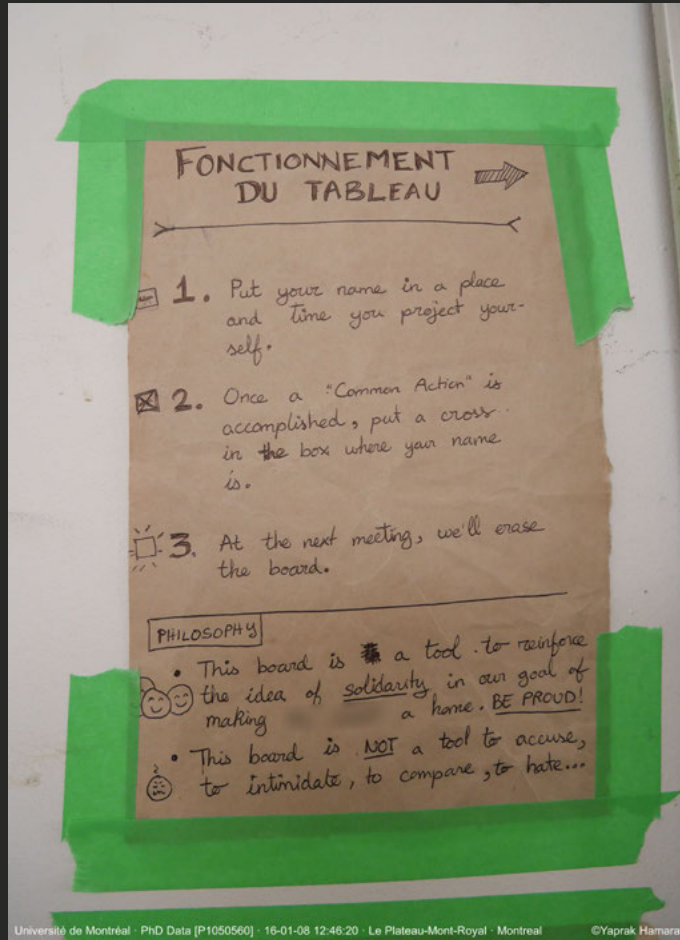 FONCTIONNEMENT
DU TABLEAU
1. Put your name in a place
and time you project your-
self.
2. Once a "Common Action" is
accomplished, put a cross
in the box where your name
is.
3. At the next meeting, we'll erase
the board.
PHILOSOPHY
• This board is a tool to reinforce
the idea of solidarity in our goal of
making a home. BE PROUD!
• This board is NOT a tool to accuse,
to intimidate, to compare, to hate...
Université de Montréal · PhD Data [P1050560] · 16-01-08 12:46:20 · Le Plateau-Mont-Royal · Montreal ©Yaprak Hamara